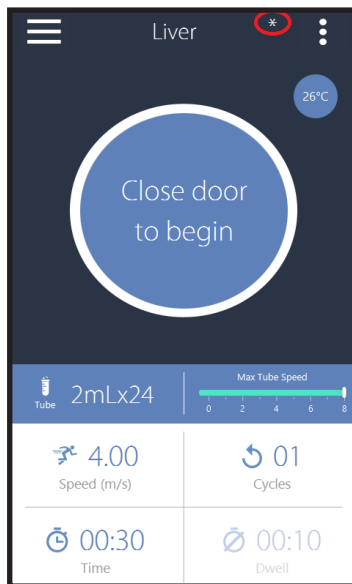 Liver *
26°C
Close door
to begin
Tube 2mLx24
Max Tube Speed
0 2 4 6 8
4.00
Speed (m/s)
01
Cycles
00:30
Time
00:10
Dwell